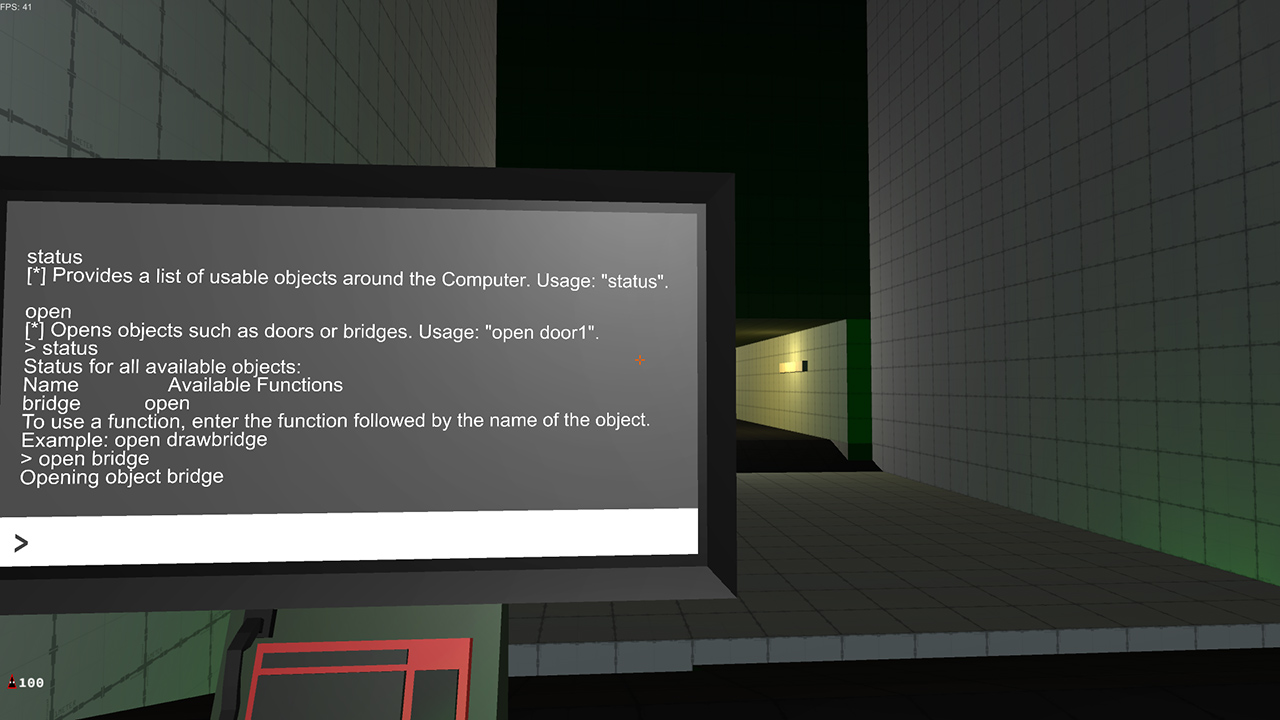 FPS: 41
status
[*] Provides a list of usable objects around the Computer. Usage: "status".
open
[*] Opens objects such as doors or bridges. Usage: "open door1".
> status
Status for all available objects:
Name Available Functions
bridge open
To use a function, enter the function followed by the name of the object.
Example: open drawbridge
> open bridge
Opening object bridge
>
100